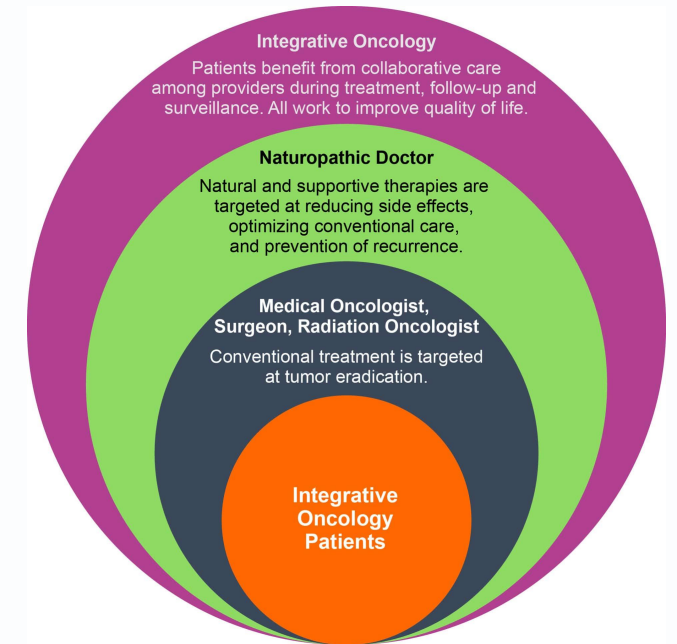 Integrative Oncology
Patients benefit from collaborative care
among providers during treatment, follow-up and
surveillance. All work to improve quality of life.
Naturopathic Doctor
Natural and supportive therapies are
targeted at reducing side effects,
optimizing conventional care,
and prevention of recurrence.
Medical Oncologist,
Surgeon, Radiation Oncologist
Conventional treatment is targeted
at tumor eradication.
Integrative
Oncology
Patients